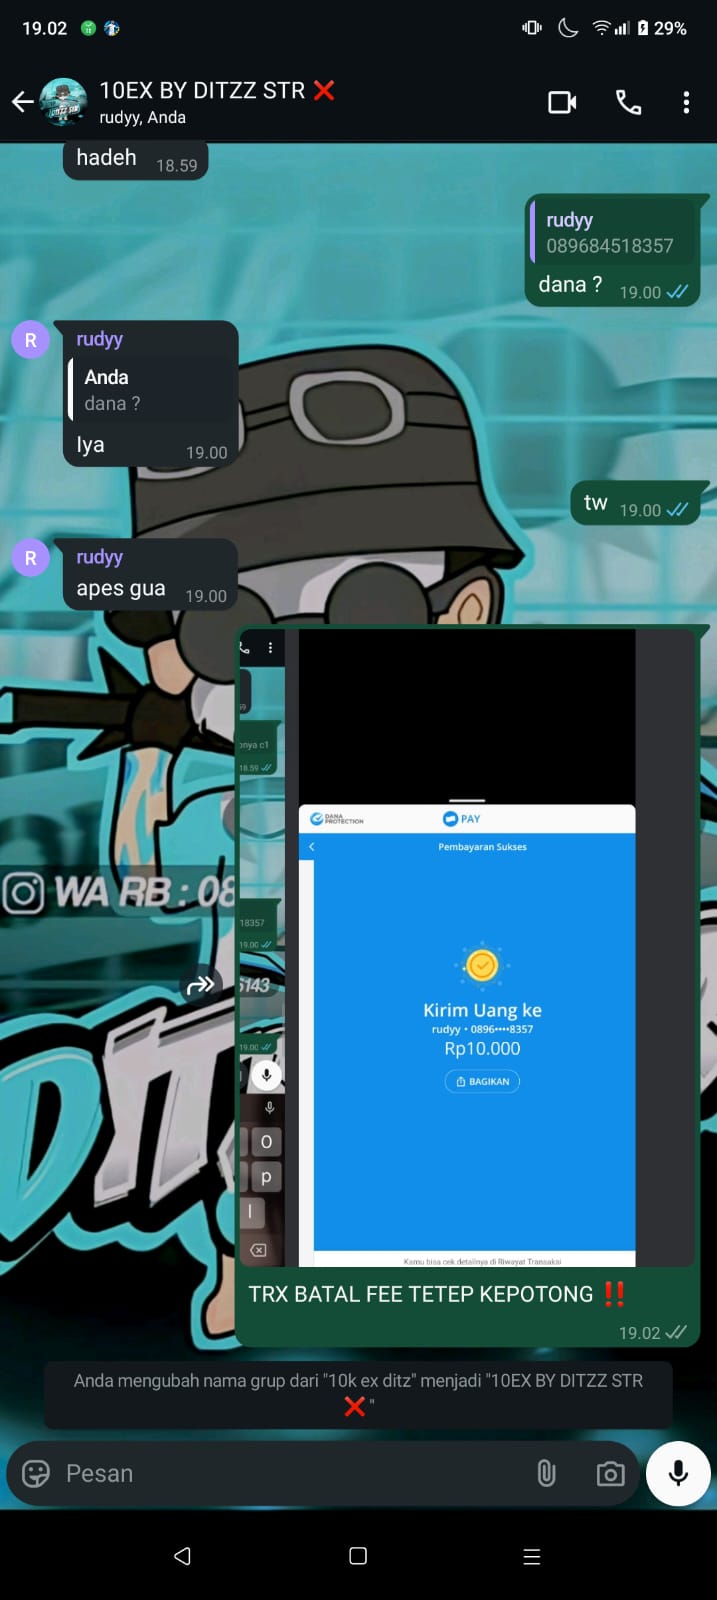 19.02
29%
10EX BY DITZZ STR ❌
rudyy, Anda
hadeh 18.59
rudyy
089684518357
dana ? 19.00
R
rudyy
Anda
dana ?
Iya 19.00
tw 19.00
R
rudyy
apes gua 19.00
59
onya c1
18.59
DANA PROTECTION
PAY
Pembayaran Sukses
WA RB : 08
18357
19.00
5143
19.00
Kirim Uang ke
rudyy • 0896••••8357
Rp10.000
BAGIKAN
O
p
l
Kamu bisa cek detailnya di Riwayat Transaksi
TRX BATAL FEE TETEP KEPOTONG ‼️
19.02
Anda mengubah nama grup dari "10k ex ditz" menjadi "10EX BY DITZZ STR
❌"
Pesan